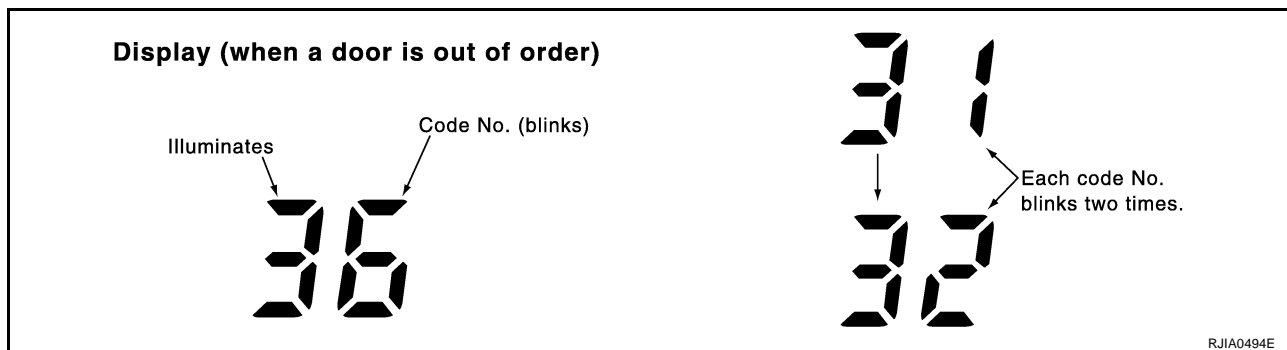 Display (when a door is out of order)
Illuminates
Code No. (blinks)
36
31
Each code No.
blinks two times.
32
RJIA0494E